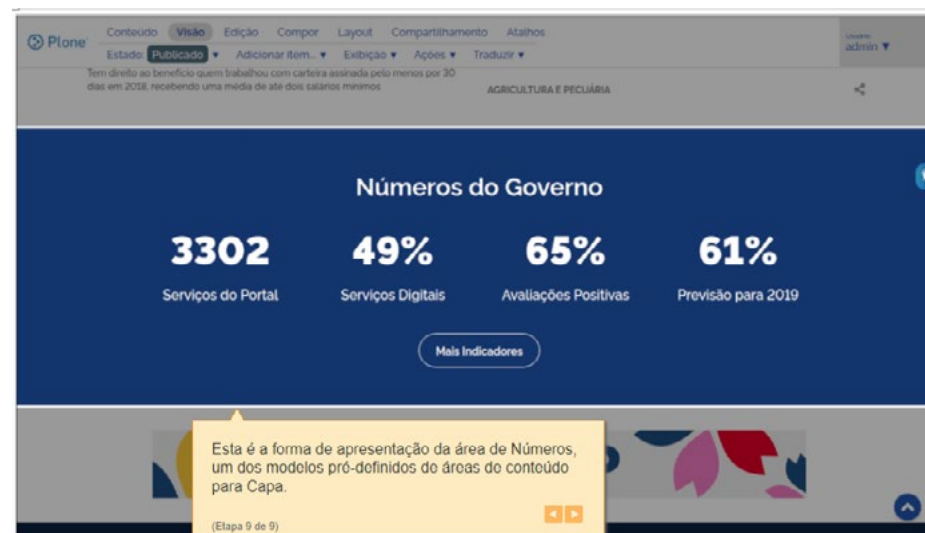 Plone
Conteúdo Visão Edição Compor Layout Compartilhamento Atalhos
Estado: Publicado ▼ Adicionar Item... ▼ Exibição ▼ Ações ▼ Traduzir ▼
Usuário
admin ▼
Tem direito ao benefício quem trabalhou com carteira assinada pelo menos por 30
dias em 2018, recebendo uma média de até dois salários mínimos
AGRICULTURA E PECUÁRIA
Números do Governo
3302 49% 65% 61%
Serviços do Portal Serviços Digitais Avaliações Positivas Previsão para 2019
Mais Indicadores
Esta é a forma de apresentação da área de Números,
um dos modelos pré-definidos de áreas de conteúdo
para Capa.
(Etapa 9 de 9)